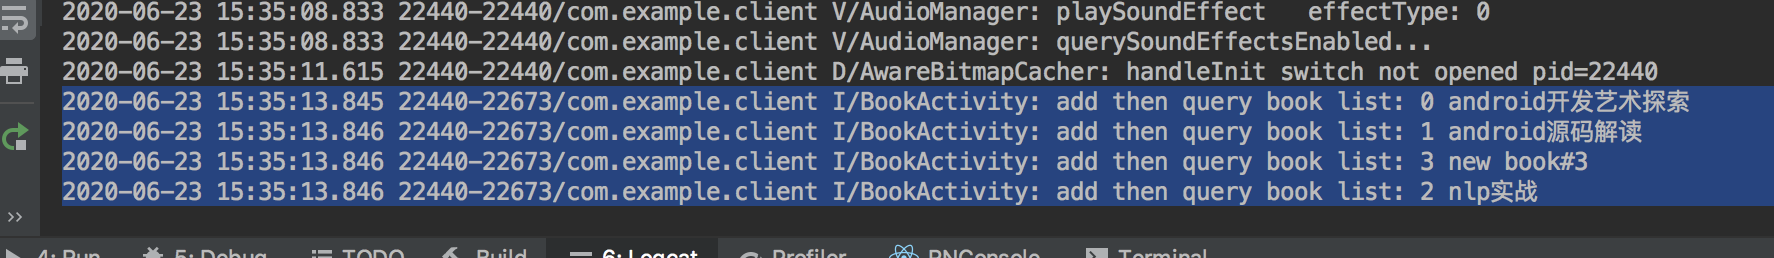 2020-06-23 15:35:08.833 22440-22440/com.example.client V/AudioManager: playSoundEffect   effectType: 0
2020-06-23 15:35:08.833 22440-22440/com.example.client V/AudioManager: querySoundEffectsEnabled...
2020-06-23 15:35:11.615 22440-22440/com.example.client D/AwareBitmapCacher: handleInit switch not opened pid=22440
2020-06-23 15:35:13.845 22440-22673/com.example.client I/BookActivity: add then query book list: 0 android开发艺术探索
2020-06-23 15:35:13.846 22440-22673/com.example.client I/BookActivity: add then query book list: 1 android源码解读
2020-06-23 15:35:13.846 22440-22673/com.example.client I/BookActivity: add then query book list: 3 new book#3
2020-06-23 15:35:13.846 22440-22673/com.example.client I/BookActivity: add then query book list: 2 nlp实战
4: Run 5: Debug TODO Build 6: Logcat Profiler RNConsole Terminal